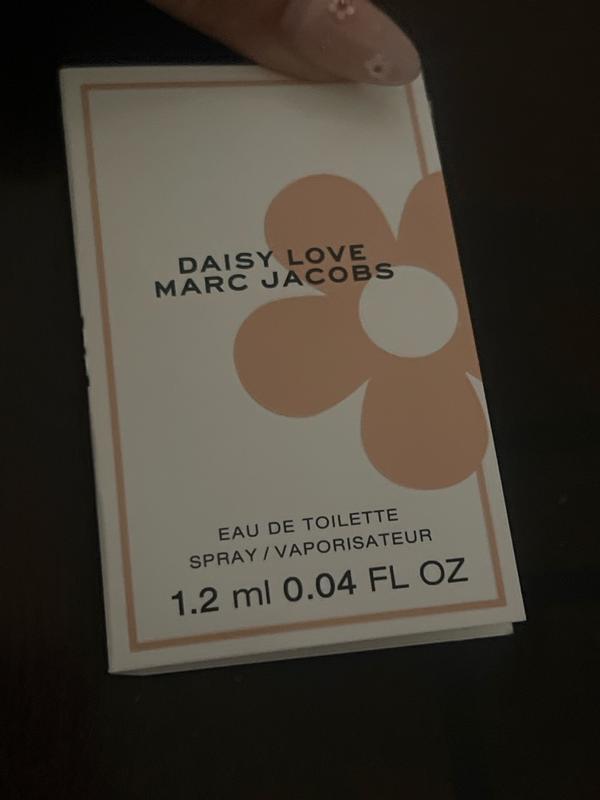 DAISY LOVE
MARC JACOBS
EAU DE TOILETTE
SPRAY / VAPORISATEUR
1.2 ml 0.04 FL OZ